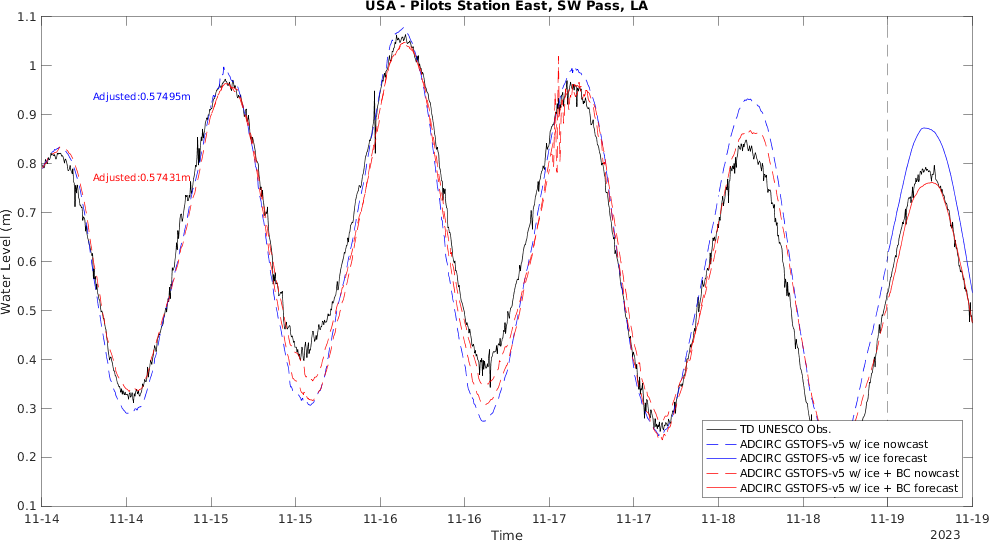 USA - Pilots Station East, SW Pass, LA
1.1
1
0.9
0.8
0.7
0.6
0.5
0.4
0.3
0.2
0.1
Water Level (m)
Adjusted:0.57495m
Adjusted:0.57431m
TD UNESCO Obs.
ADCIRC GSTOFS-v5 w/ ice nowcast
ADCIRC GSTOFS-v5 w/ ice forecast
ADCIRC GSTOFS-v5 w/ ice + BC nowcast
ADCIRC GSTOFS-v5 w/ ice + BC forecast
11-14 11-14 11-15 11-15 11-16 11-16 11-17 11-17 11-18 11-18 11-19 11-19
Time
2023